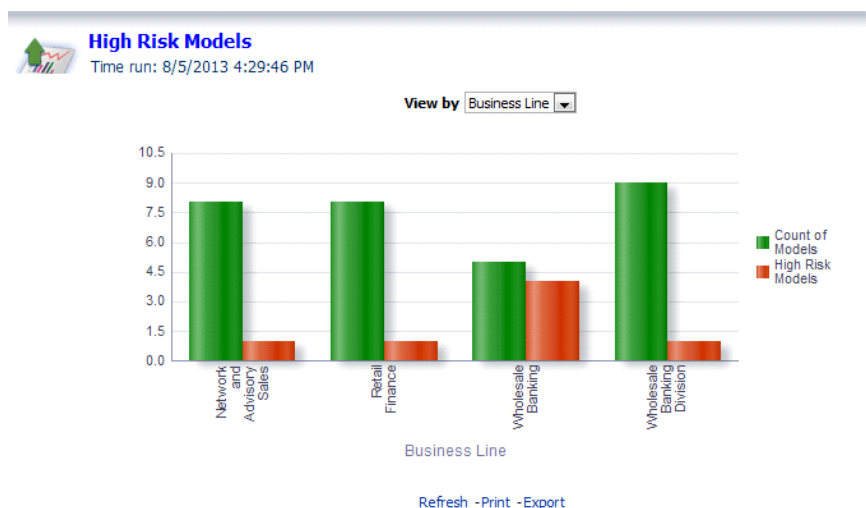 High Risk Models
Time run: 8/5/2013 4:29:46 PM
View by Business Line
10.5
9.0
7.5
6.0
4.5
3.0
1.5
0.0
Count of
Models
High Risk
Models
Network
and
Advisory
Sales
Retail
Finance
Wholesale
Banking
Wholesale
Banking
Division
Business Line
Refresh -Print -Export